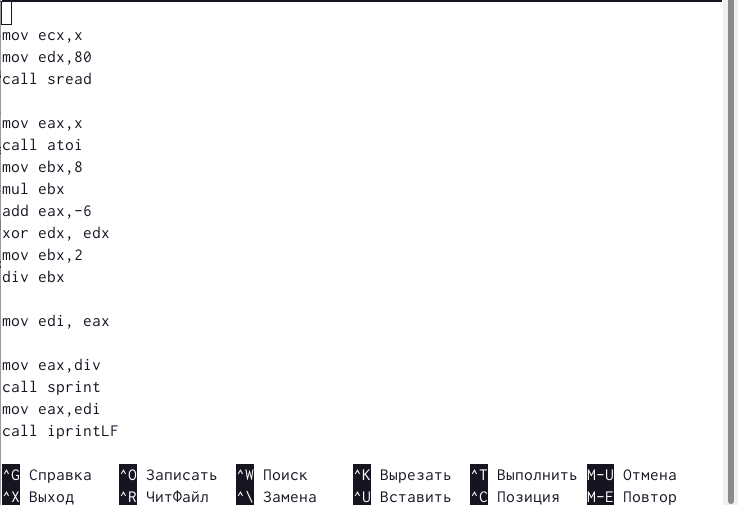 mov ecx,x
mov edx,80
call sread
mov eax,x
call atoi
mov ebx,8
mul ebx
add eax,-6
xor edx, edx
mov ebx,2
div ebx
mov edi, eax
mov eax,div
call sprint
mov eax,edi
call iprintLF
^G Справка ^O Записать ^W Поиск ^K Вырезать ^T Выполнить M-U Отмена
^X Выход ^R ЧитФайл ^\ Замена ^U Вставить ^C Позиция M-E Повтор